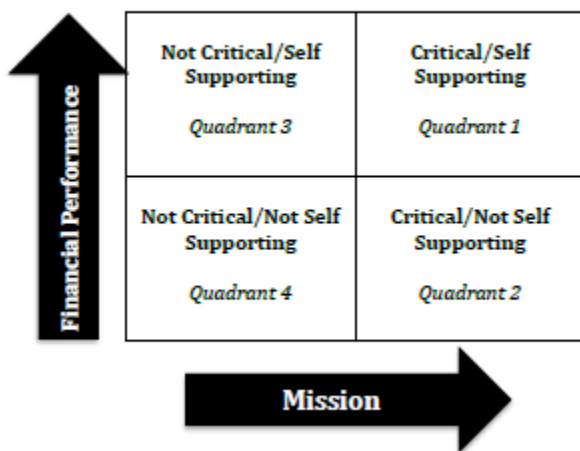 Financial Performance
Not Critical/Self
Supporting
Quadrant 3
Critical/Self
Supporting
Quadrant 1
Not Critical/Not Self
Supporting
Quadrant 4
Critical/Not Self
Supporting
Quadrant 2
Mission